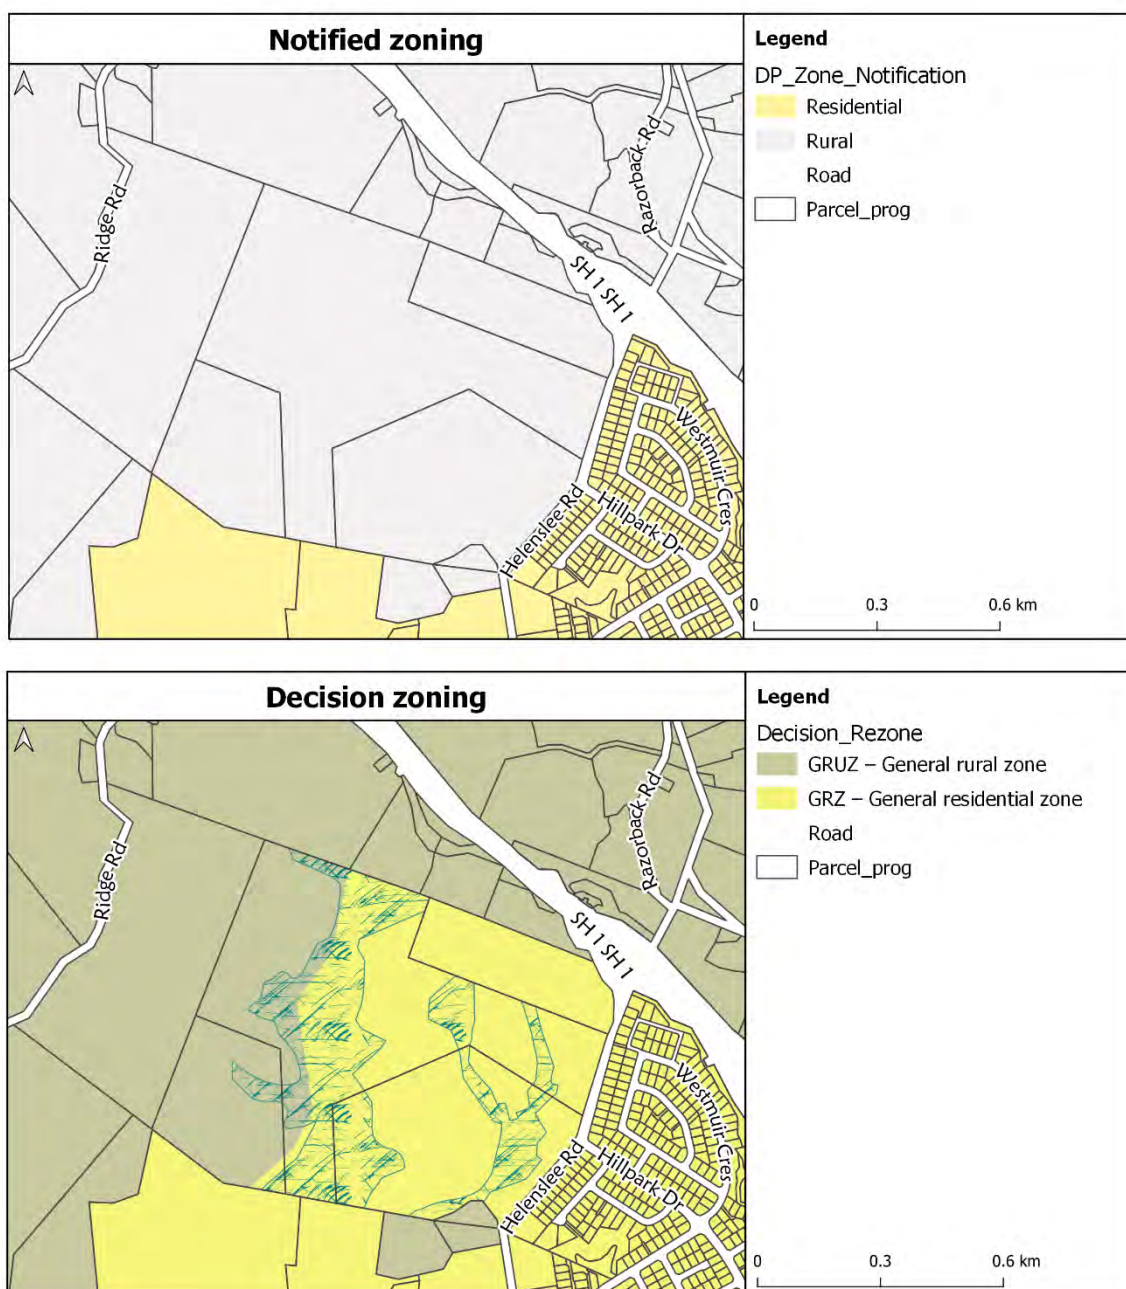 Notified zoning
Legend
DP_Zone_Notification
Residential
Rural
Road
Parcel_prog
Ridge-Rd
Razorback-Rd
SH 1 SH 1
Westmuir Cres
Hillpark-Dr
Helenslee Rd
0 0.3 0.6 km
Decision zoning
Legend
Decision_Rezone
GRUZ – General rural zone
GRZ – General residential zone
Road
Parcel_prog
Ridge-Rd
Razorback-Rd
SH 1 SH 1
Westmuir Cres
Hillpark-Dr
Helenslee Rd
0 0.3 0.6 km